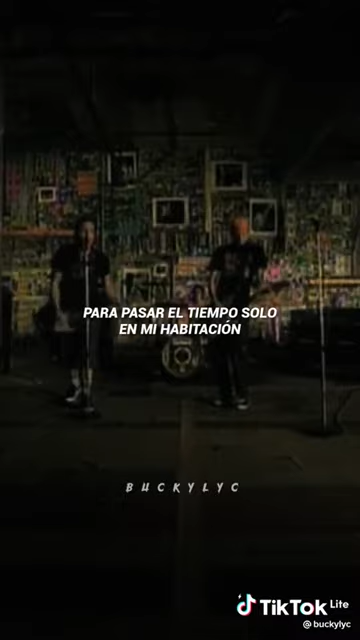 PARA PASAR EL TIEMPO SOLO
EN MI HABITACIÓN
BUCKYLYC
TikTok Lite
@buckylyc